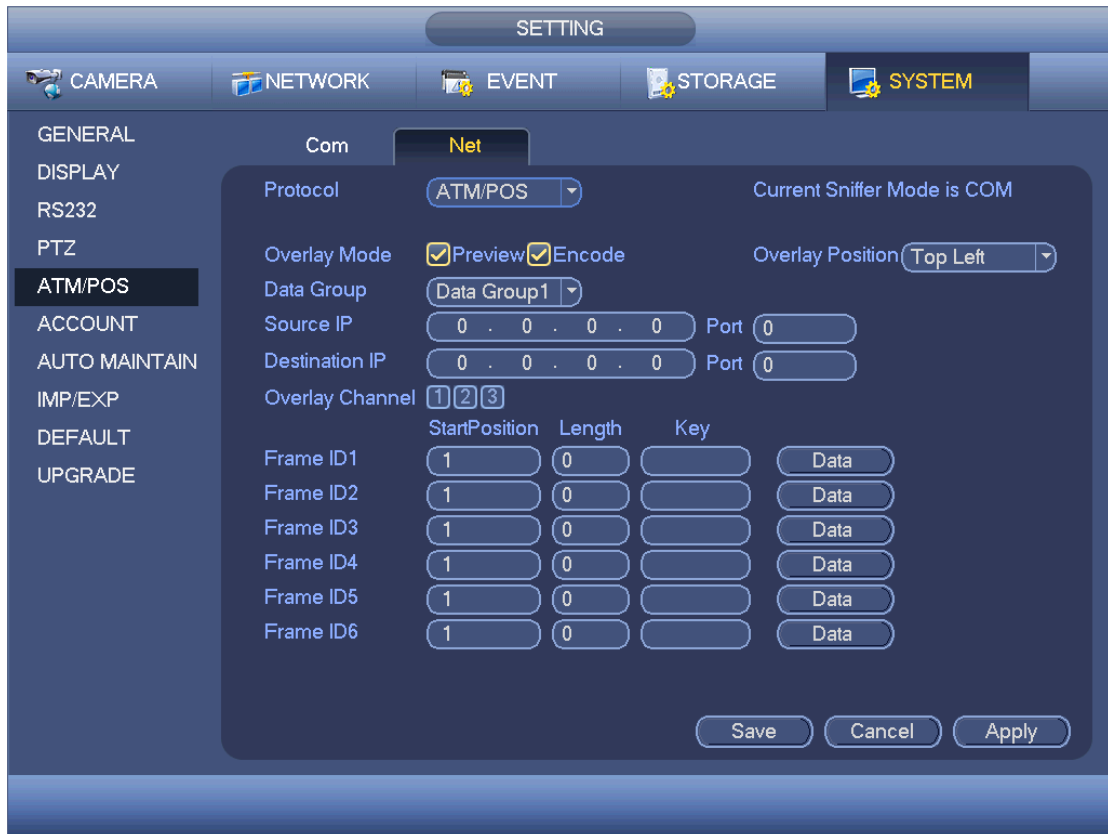 SETTING
CAMERA NETWORK EVENT STORAGE SYSTEM
GENERAL
DISPLAY
RS232
PTZ
ATM/POS
ACCOUNT
AUTO MAINTAIN
IMP/EXP
DEFAULT
UPGRADE
Com Net
Protocol ATM/POS Current Sniffer Mode is COM
Overlay Mode Preview Encode Overlay Position Top Left
Data Group Data Group1
Source IP 0 . 0 . 0 . 0 Port 0
Destination IP 0 . 0 . 0 . 0 Port 0
Overlay Channel 1 2 3
StartPosition Length Key
Frame ID1 1 0 Data
Frame ID2 1 0 Data
Frame ID3 1 0 Data
Frame ID4 1 0 Data
Frame ID5 1 0 Data
Frame ID6 1 0 Data
Save Cancel Apply